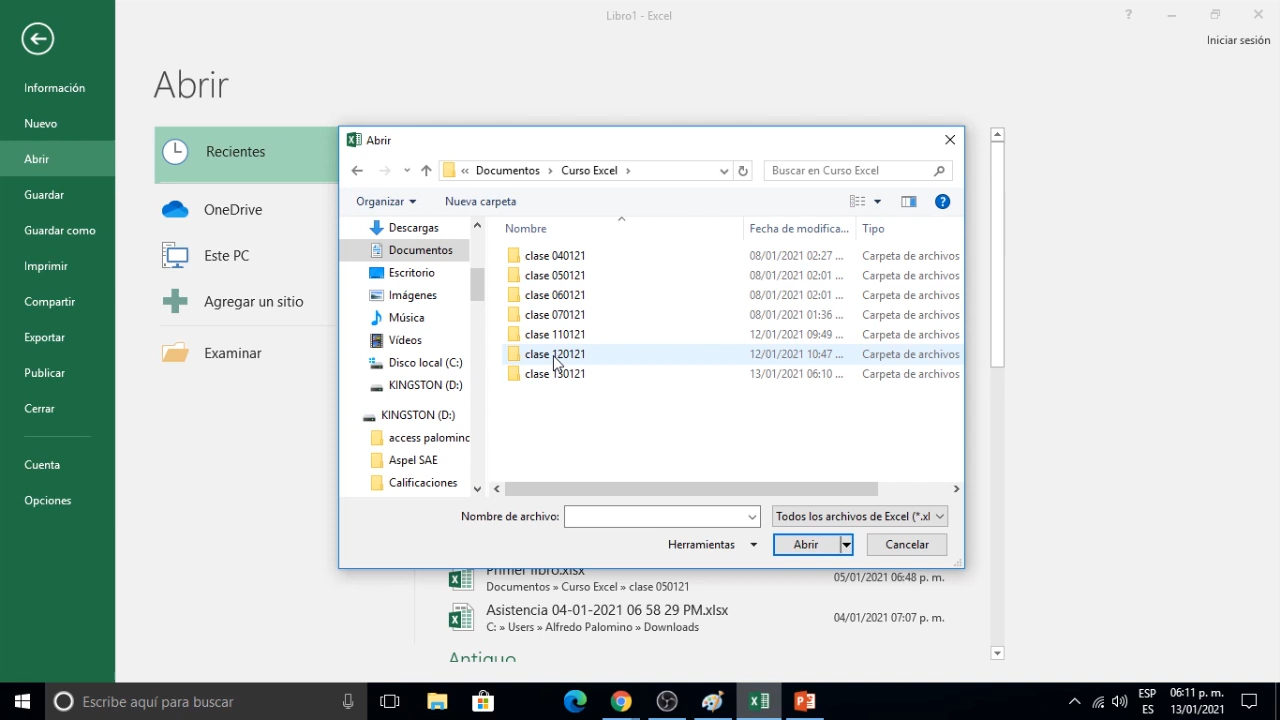 Libro1 - Excel
?
Iniciar sesión
Información
Nuevo
Abrir
Guardar
Guardar como
Imprimir
Compartir
Exportar
Publicar
Cerrar
Cuenta
Opciones
Abrir
Recientes
OneDrive
Este PC
Agregar un sitio
Examinar
Abrir
« Documentos › Curso Excel ›
Buscar en Curso Excel
Organizar
Nueva carpeta
?
Descargas
Documentos
Escritorio
Imágenes
Música
Vídeos
Disco local (C:)
KINGSTON (D:)
KINGSTON (D:)
access palominc
Aspel SAE
Calificaciones
Nombre Fecha de modifica... Tipo
clase 040121 08/01/2021 02:27 ... Carpeta de archivos
clase 050121 08/01/2021 02:01 ... Carpeta de archivos
clase 060121 08/01/2021 02:01 ... Carpeta de archivos
clase 070121 08/01/2021 01:36 ... Carpeta de archivos
clase 110121 12/01/2021 09:49 ... Carpeta de archivos
clase 120121 12/01/2021 10:47 ... Carpeta de archivos
clase 130121 13/01/2021 06:10 ... Carpeta de archivos
Nombre de archivo:
Todos los archivos de Excel (*.xl
Herramientas
Abrir
Cancelar
Primer libro.xlsx 05/01/2021 06:48 p. m.
Documentos » Curso Excel » clase 050121
Asistencia 04-01-2021 06 58 29 PM.xlsx 04/01/2021 07:07 p. m.
C: » Users » Alfredo Palomino » Downloads
Antiguo
Escribe aquí para buscar
ESP
ES
06:11 p. m.
13/01/2021